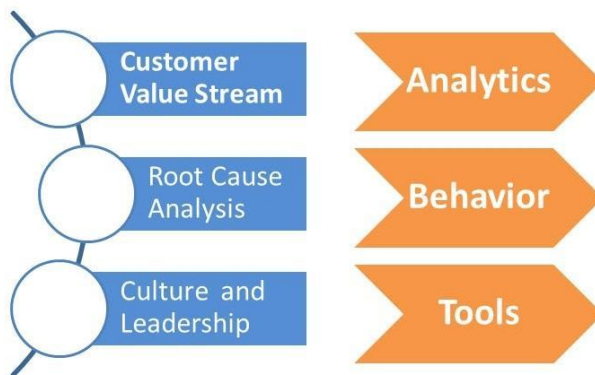 Customer
Value Stream
Analytics
Root Cause
Analysis
Behavior
Culture and
Leadership
Tools